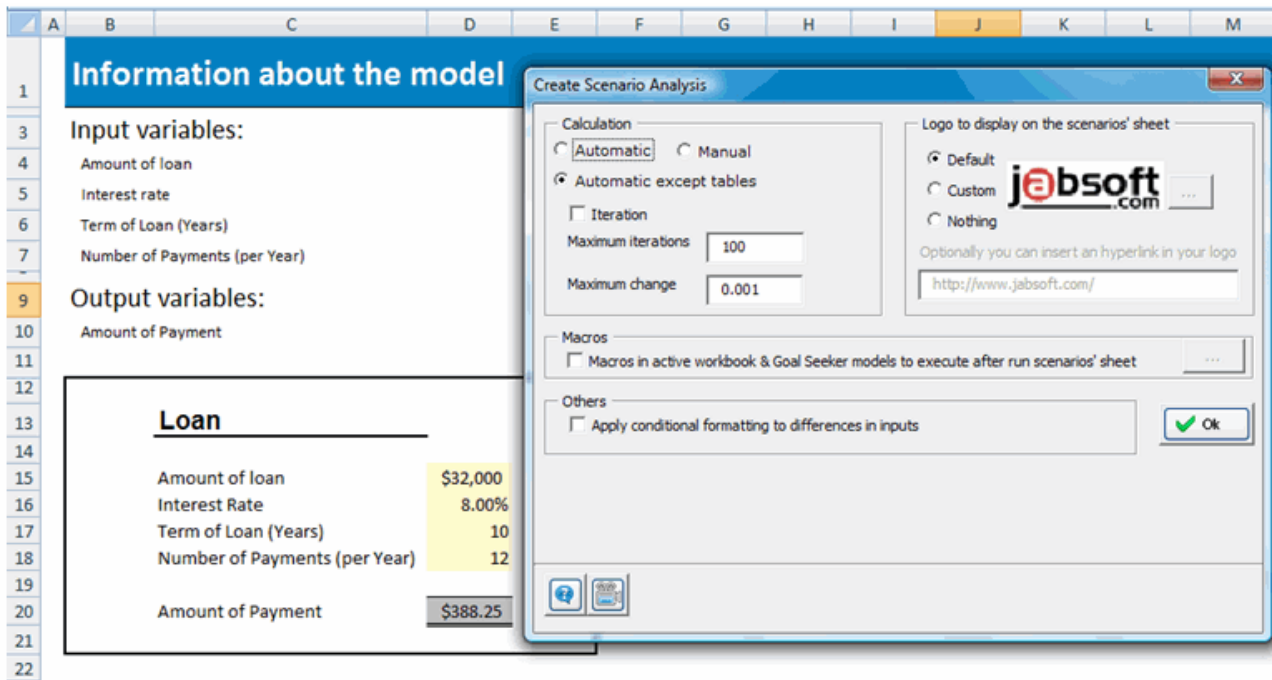 A B C D E F G H I J K L M
1 Information about the model
3 Input variables:
4 Amount of loan
5 Interest rate
6 Term of Loan (Years)
7 Number of Payments (per Year)
9 Output variables:
10 Amount of Payment
11
12
13 Loan
14
15 Amount of loan $32,000
16 Interest Rate 8.00%
17 Term of Loan (Years) 10
18 Number of Payments (per Year) 12
19
20 Amount of Payment $388.25
21
22
Create Scenario Analysis
Calculation
Automatic Manual
Automatic except tables
Iteration
Maximum iterations 100
Maximum change 0.001
Logo to display on the scenarios' sheet
Default
Custom
Nothing
jabsoft
.com
...
Optionally you can insert an hyperlink in your logo
http://www.jabsoft.com/
Macros
Macros in active workbook & Goal Seeker models to execute after run scenarios' sheet ...
Others
Apply conditional formatting to differences in inputs
Ok